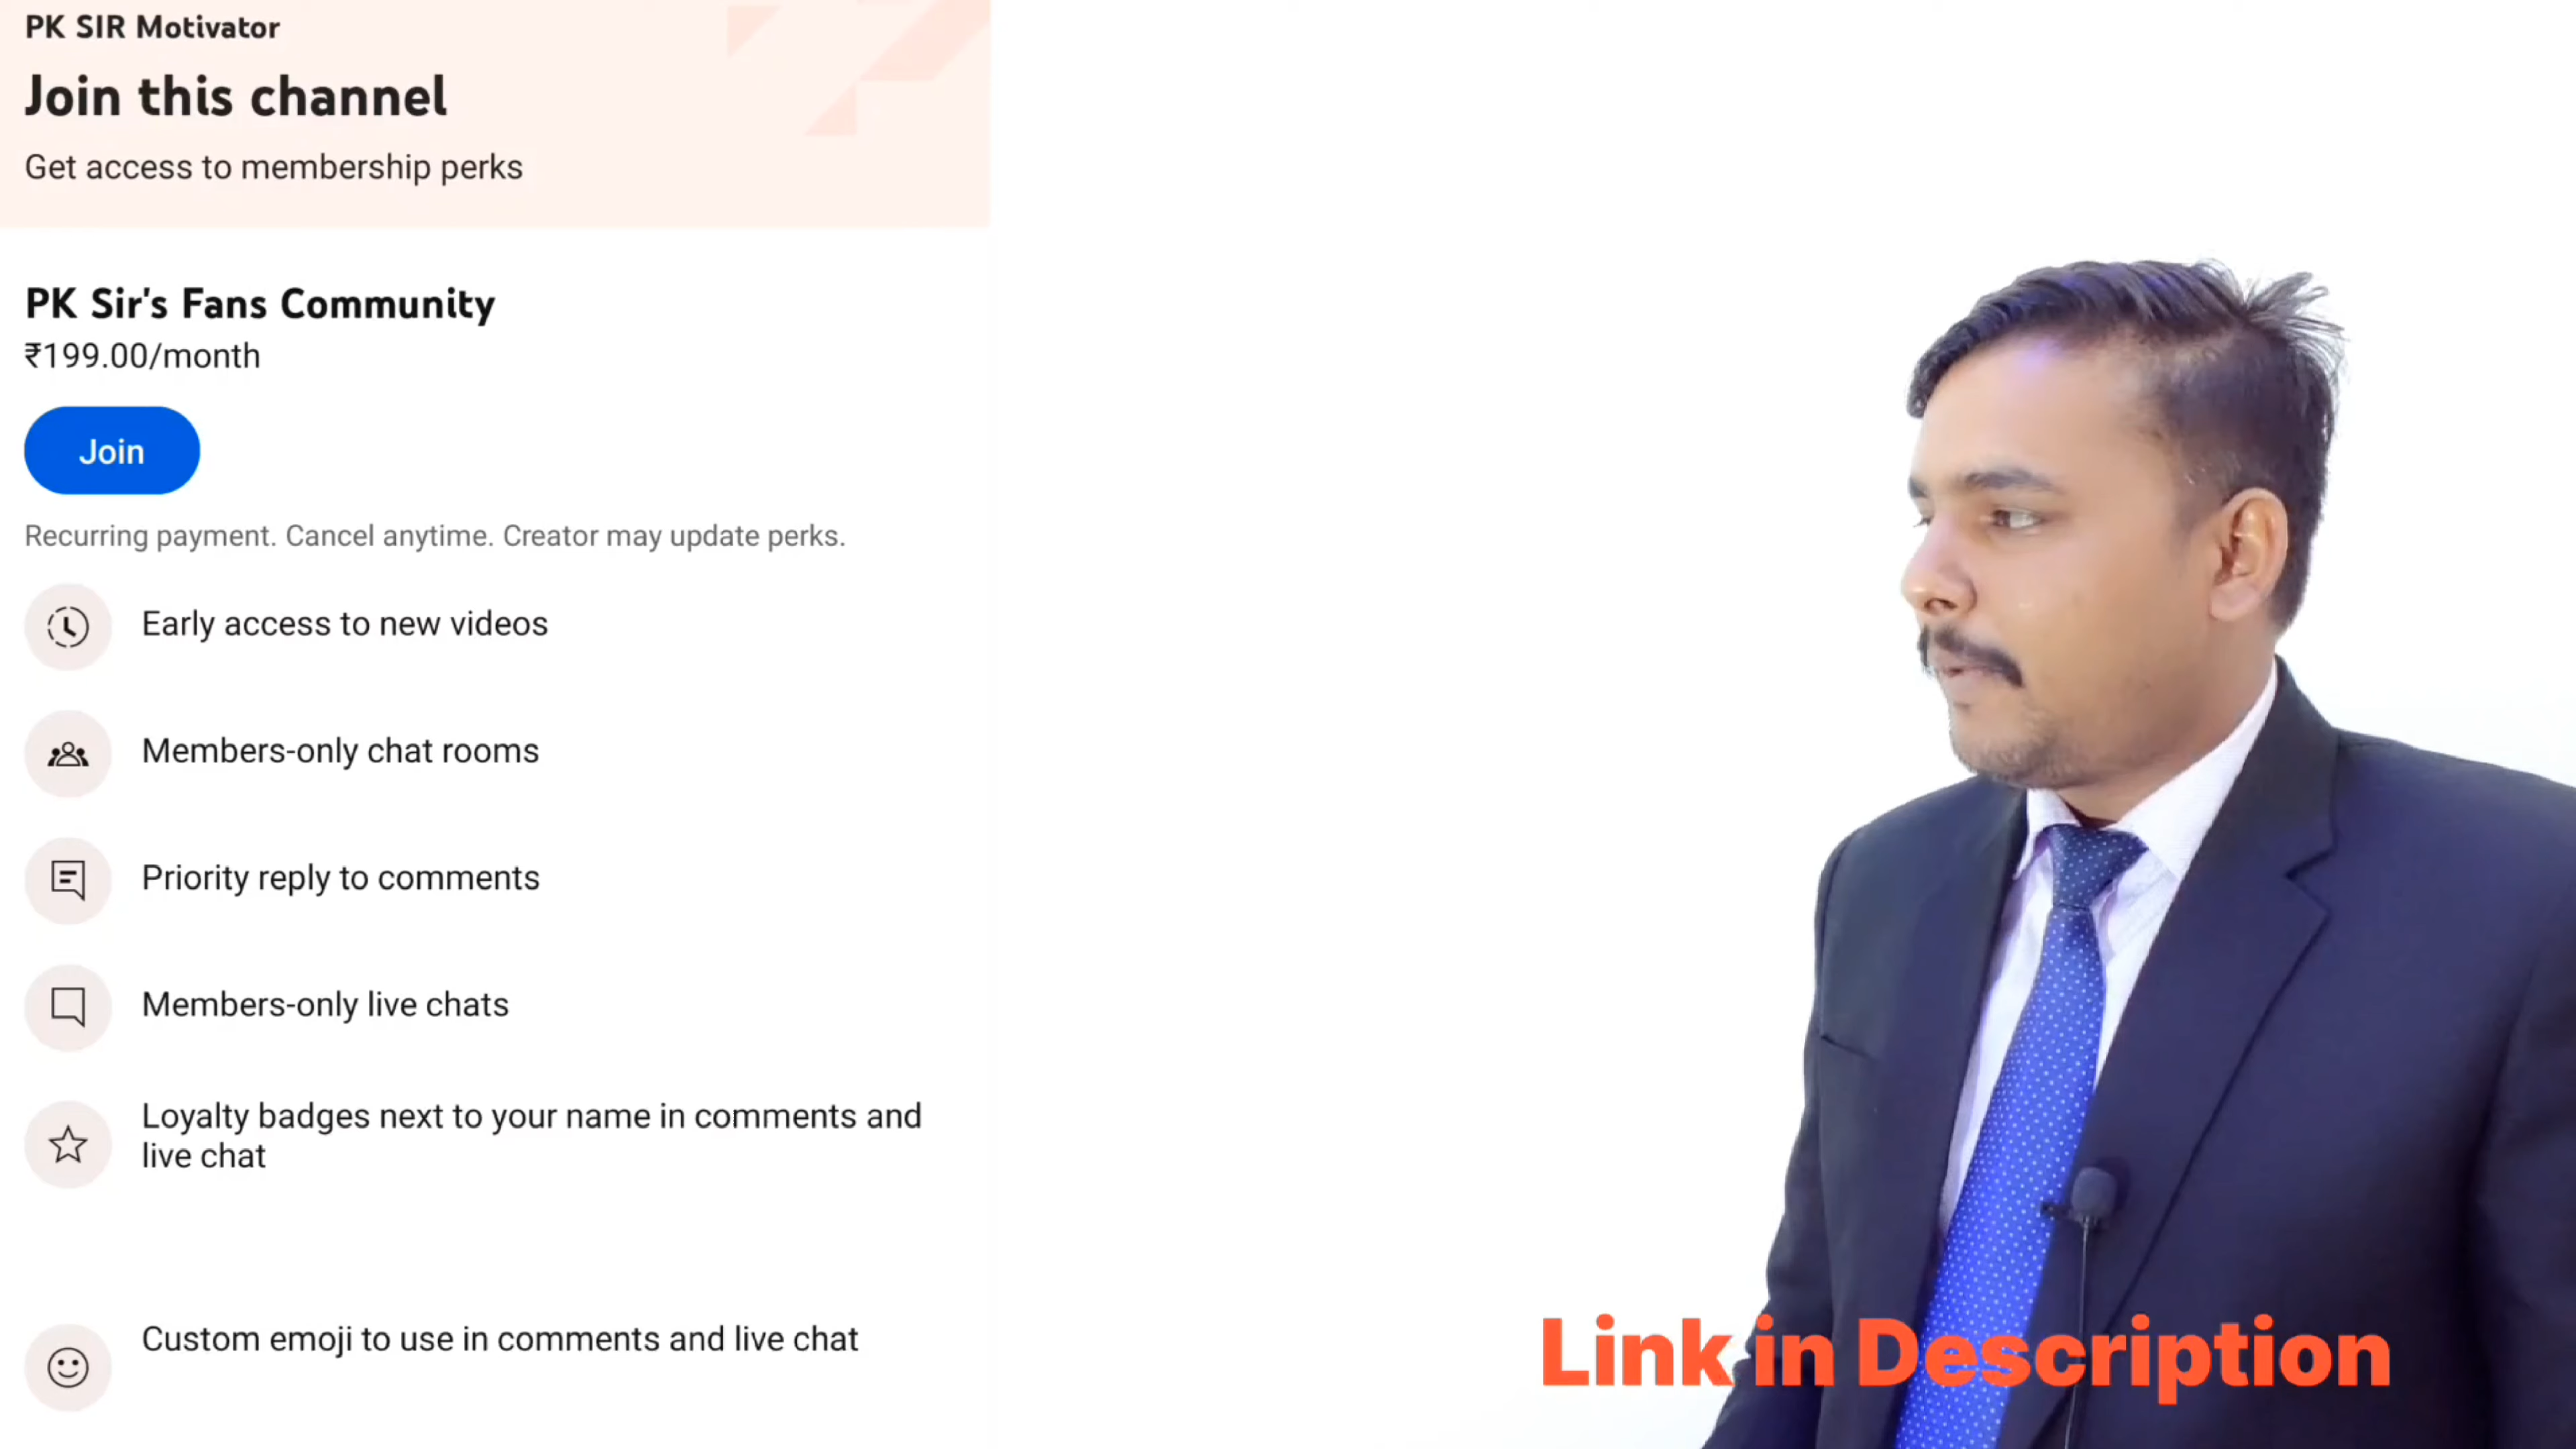 PK SIR Motivator
Join this channel
Get access to membership perks
PK Sir's Fans Community
₹199.00/month
Join
Recurring payment. Cancel anytime. Creator may update perks.
Early access to new videos
Members-only chat rooms
Priority reply to comments
Members-only live chats
Loyalty badges next to your name in comments and
live chat
Custom emoji to use in comments and live chat
Link in Description